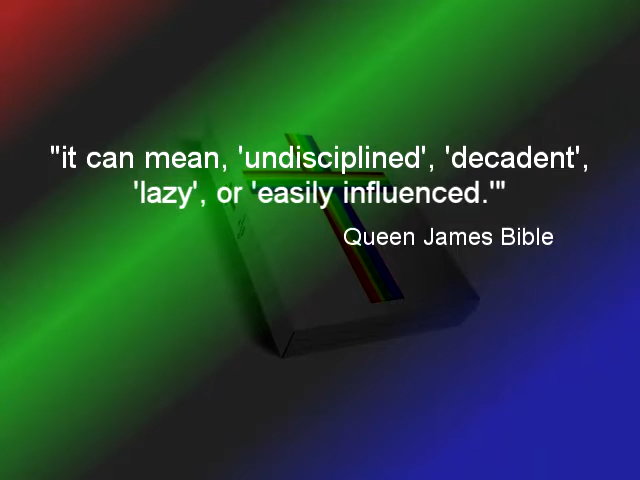 "it can mean, 'undisciplined', 'decadent',
'lazy', or 'easily influenced.'"
Queen James Bible